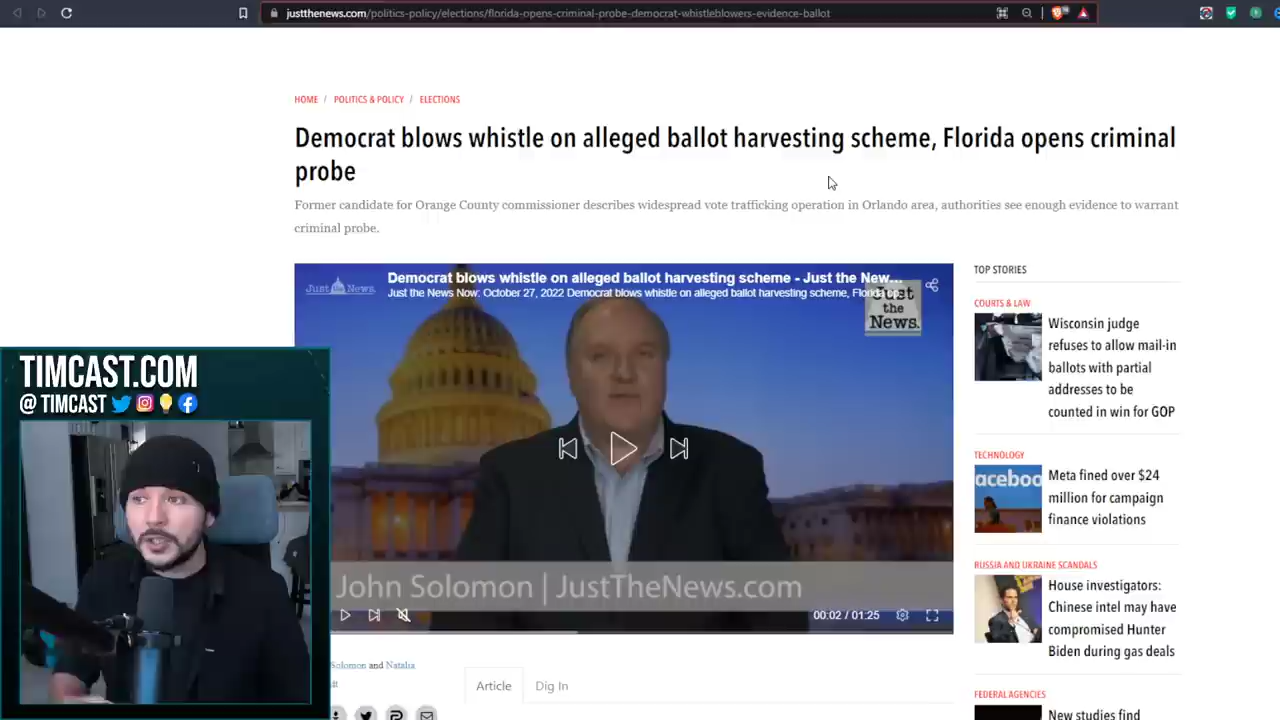 justthenews.com/politics-policy/elections/florida-opens-criminal-probe-democrat-whistleblowers-evidence-ballot
HOME / POLITICS & POLICY / ELECTIONS
Democrat blows whistle on alleged ballot harvesting scheme, Florida opens criminal
probe
Former candidate for Orange County commissioner describes widespread vote trafficking operation in Orlando area, authorities see enough evidence to warrant
criminal probe.
Just the News.
Democrat blows whistle on alleged ballot harvesting scheme - Just the New...
Just the News Now: October 27, 2022 Democrat blows whistle on alleged ballot harvesting scheme,
Just
the
News.
John Solomon | JustTheNews.com
00:02 / 01:25
Solomon and Natalia
Article
Dig In
TOP STORIES
COURTS & LAW
Wisconsin judge
refuses to allow mail-in
ballots with partial
addresses to be
counted in win for GOP
TECHNOLOGY
acebo
Meta fined over $24
million for campaign
finance violations
RUSSIA AND UKRAINE SCANDALS
House investigators:
Chinese intel may have
compromised Hunter
Biden during gas deals
FEDERAL AGENCIES
New studies find
TIMCAST.COM
@ TIMCAST